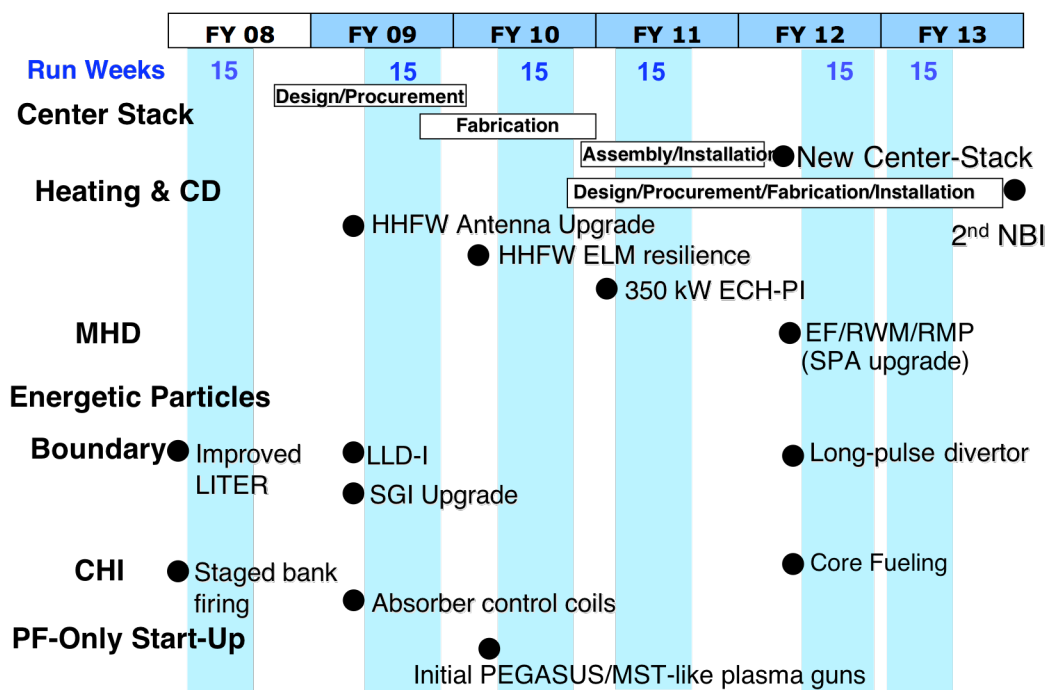 FY 08 FY 09 FY 10 FY 11 FY 12 FY 13
Run Weeks 15 15 15 15 15 15
Design/Procurement
Center Stack
Fabrication
Assembly/Installation New Center-Stack
Heating & CD Design/Procurement/Fabrication/Installation
2nd NBI
HHFW Antenna Upgrade
HHFW ELM resilience
350 kW ECH-PI
MHD EF/RWM/RMP
(SPA upgrade)
Energetic Particles
Boundary Improved LLD-I Long-pulse divertor
LITER SGI Upgrade
CHI Staged bank Core Fueling
firing Absorber control coils
PF-Only Start-Up
Initial PEGASUS/MST-like plasma guns